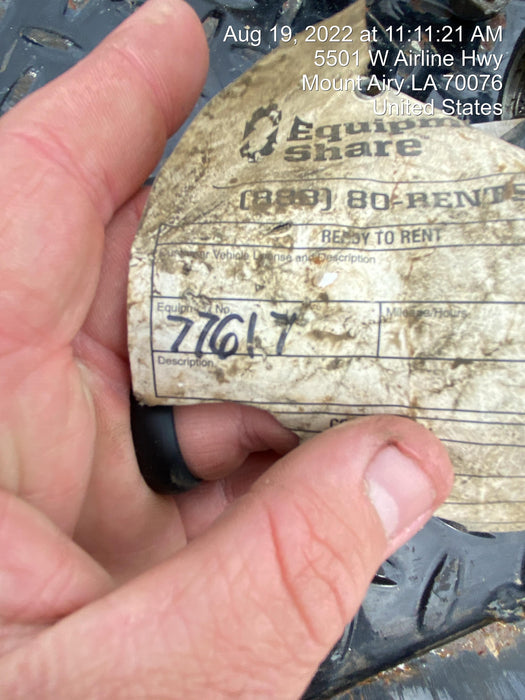 Aug 19, 2022 at 11:11:21 AM
5501 W Airline Hwy
Mount Airy LA 70076
United States
Equipm
Share
(888) 80-RENTS
READY TO RENT
Vehicle License and Description
Equipment No.
Mileage/Hours
77617
Description